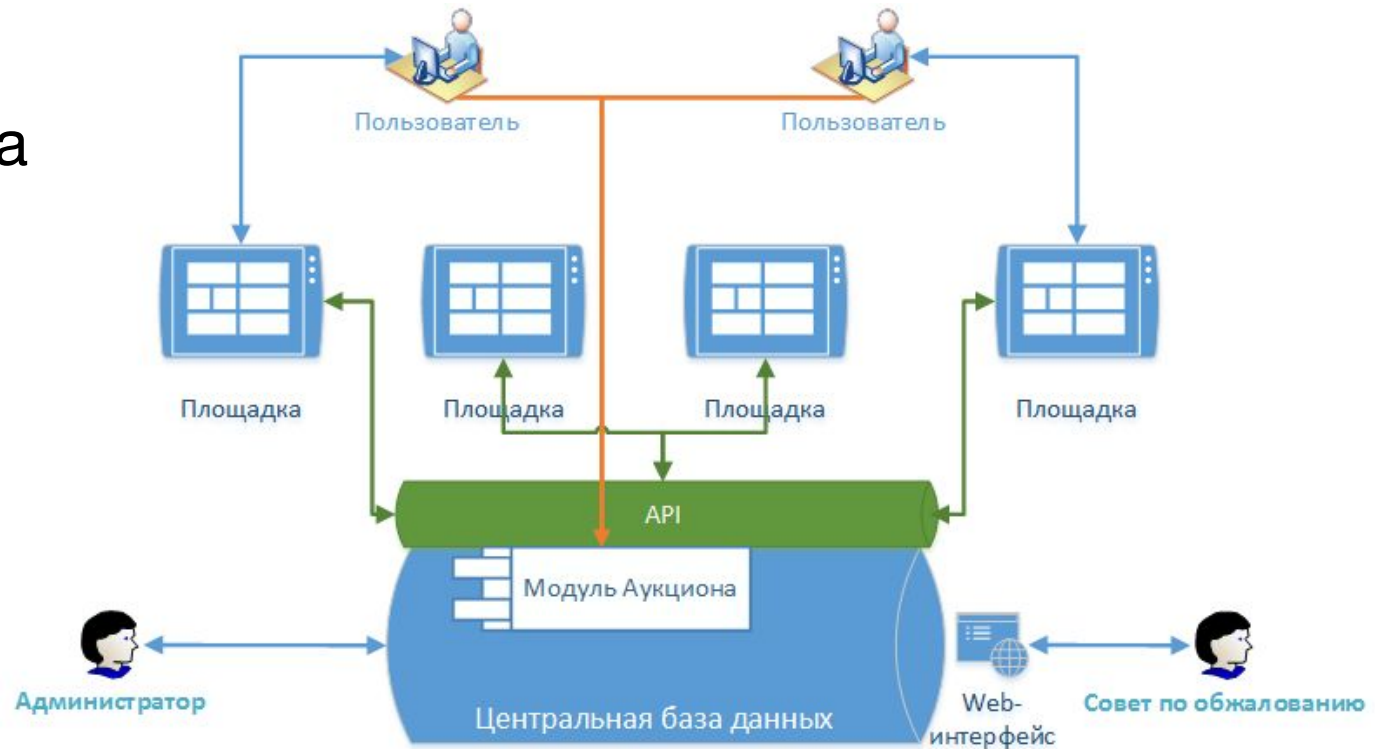 а
Пользователь
Пользователь
Площадка
Площадка
Площадка
Площадка
API
Модуль Аукциона
Администратор
Центральная база данных
Web-
интерфейс
Совет по обжалованию